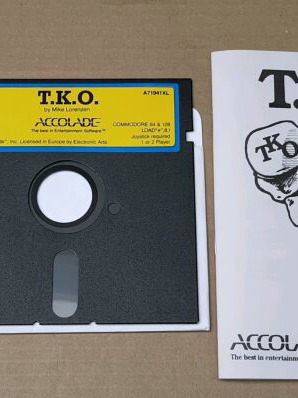 T.K.O.
A71941XL
by Mike Lorenzen
ACCOLADE
The best in Entertainment Software™
COMMODORE 64 & 128
LOAD"*",8,1
Joystick required
1 or 2 Player
Inc. Licensed in Europe by Electronic Arts
T.
TKO
ACCOLA
The best in entertainm